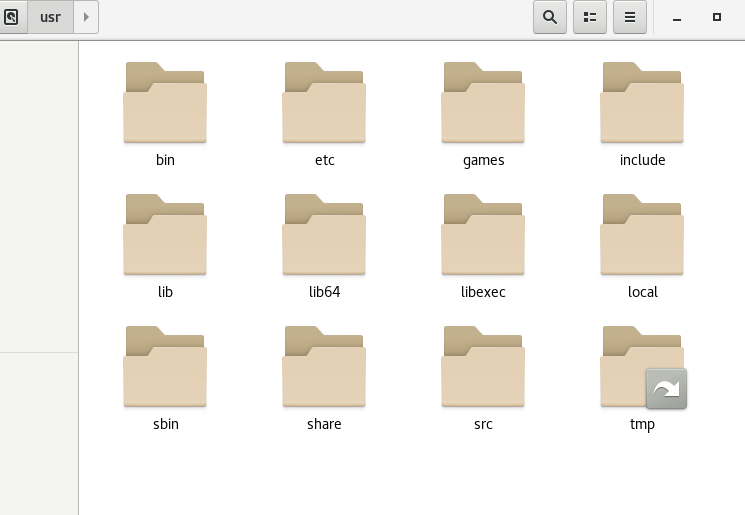 usr
bin etc games include
lib lib64 libexec local
sbin share src tmp